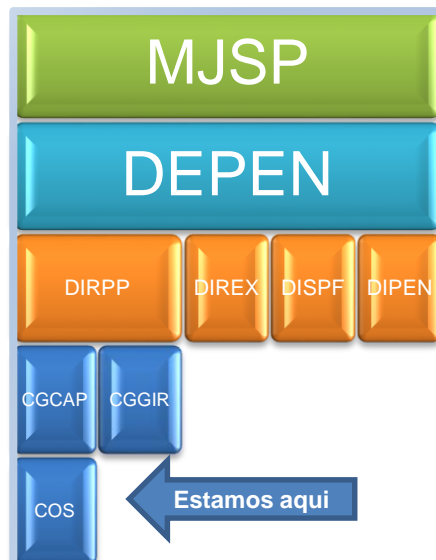 MJSP
DEPEN
DIRPP DIREX DISPF DIPEN
CGCAP CGGIR
COS Estamos aqui